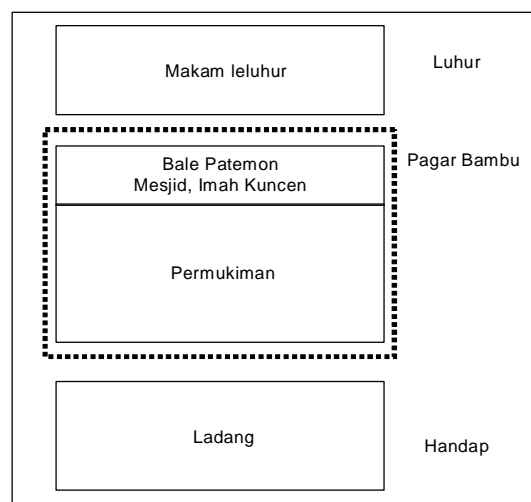 Makam leluhur
Luhur
Bale Patemon
Mesjid, Imah Kuncen
Pagar Bambu
Permukiman
Ladang
Handap